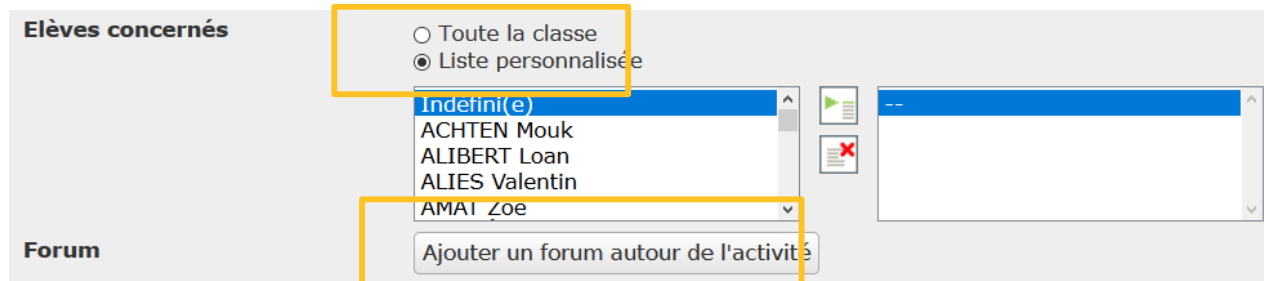 Elèves concernés
Toute la classe
Liste personnalisée
Indéfini(e)
--
ACHTEN Mouk
ALIBERT Loan
ALIES Valentin
AMAT Zoe
Forum
Ajouter un forum autour de l'activité